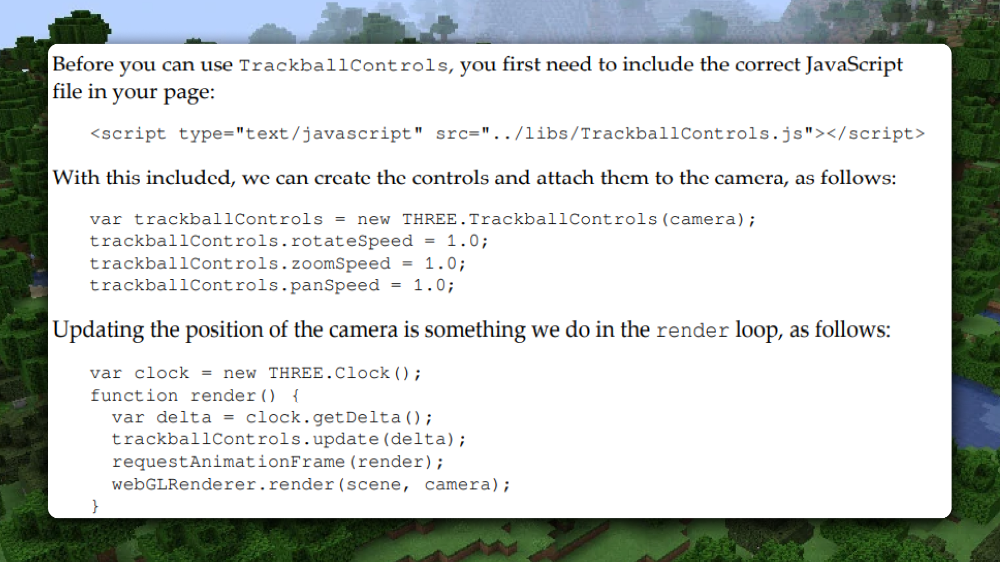 Before you can use TrackballControls, you first need to include the correct JavaScript
file in your page:
<script type="text/javascript" src="../libs/TrackballControls.js"></script>
With this included, we can create the controls and attach them to the camera, as follows:
var trackballControls = new THREE.TrackballControls(camera);
trackballControls.rotateSpeed = 1.0;
trackballControls.zoomSpeed = 1.0;
trackballControls.panSpeed = 1.0;
Updating the position of the camera is something we do in the render loop, as follows:
var clock = new THREE.Clock();
function render() {
  var delta = clock.getDelta();
  trackballControls.update(delta);
  requestAnimationFrame(render);
  webGLRenderer.render(scene, camera);
}